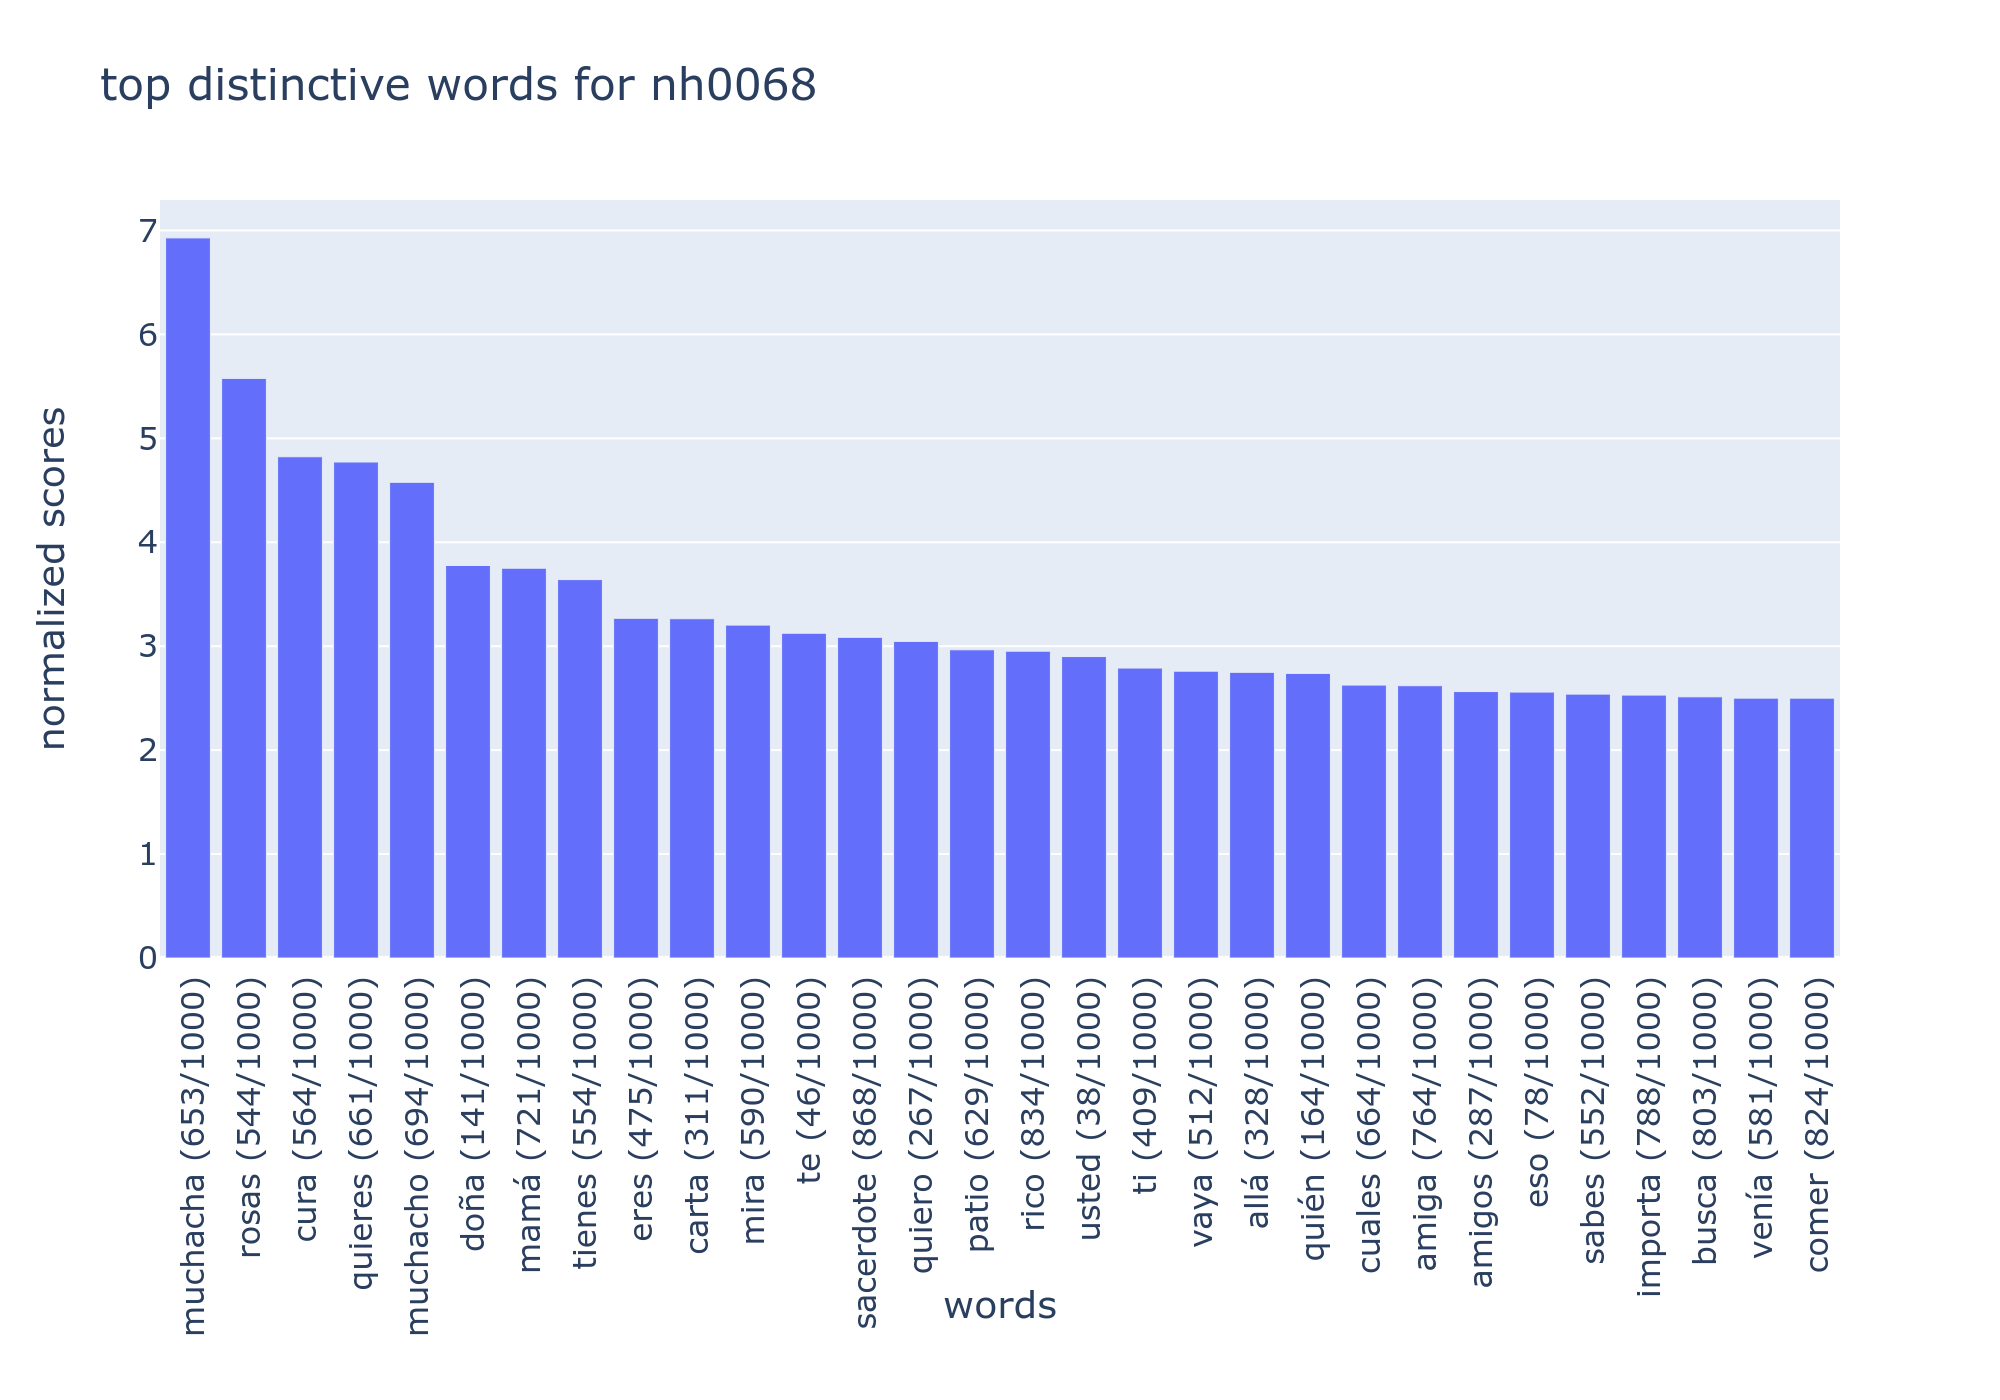 top distinctive words for nh0068
normalized scores
7
6
5
4
3
2
1
0
muchacha (653/1000)
rosas (544/1000)
cura (564/1000)
quieres (661/1000)
muchacho (694/1000)
doña (141/1000)
mamá (721/1000)
tienes (554/1000)
eres (475/1000)
carta (311/1000)
mira (590/1000)
te (46/1000)
sacerdote (868/1000)
quiero (267/1000)
patio (629/1000)
rico (834/1000)
usted (38/1000)
ti (409/1000)
vaya (512/1000)
allá (328/1000)
quién (164/1000)
cuales (664/1000)
amiga (764/1000)
amigos (287/1000)
eso (78/1000)
sabes (552/1000)
importa (788/1000)
busca (803/1000)
venía (581/1000)
comer (824/1000)
words